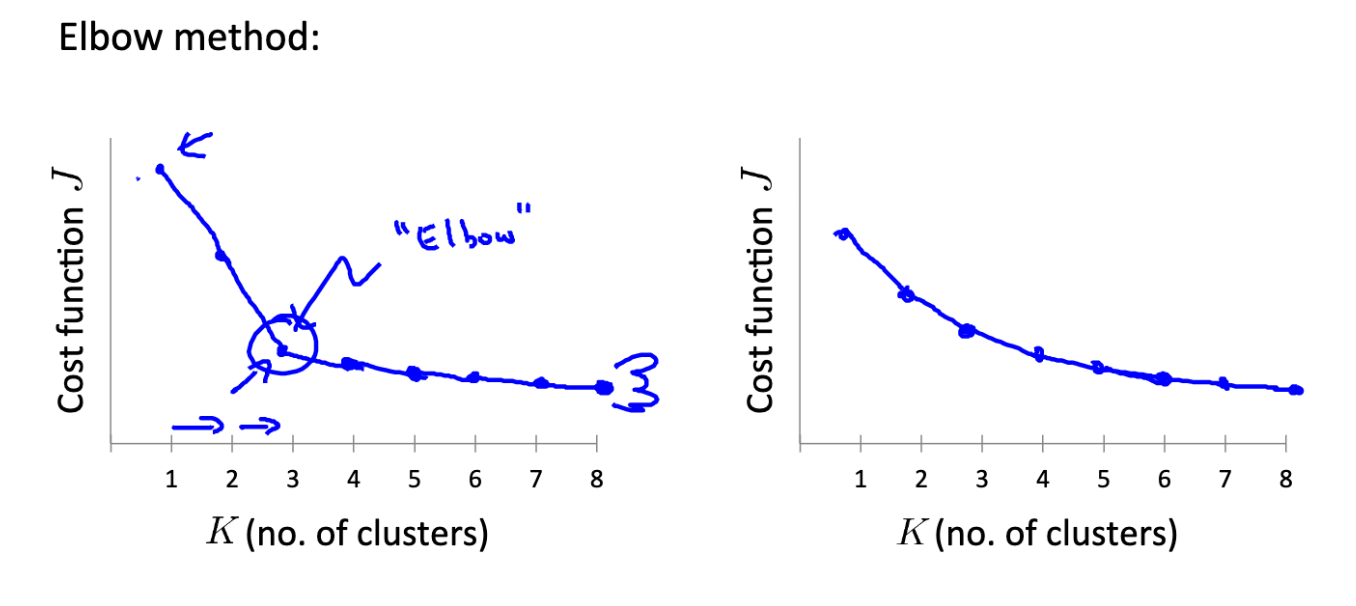 Elbow method:
Cost function J
"Elbow"
1 2 3 4 5 6 7 8
K (no. of clusters)
Cost function J
1 2 3 4 5 6 7 8
K (no. of clusters)